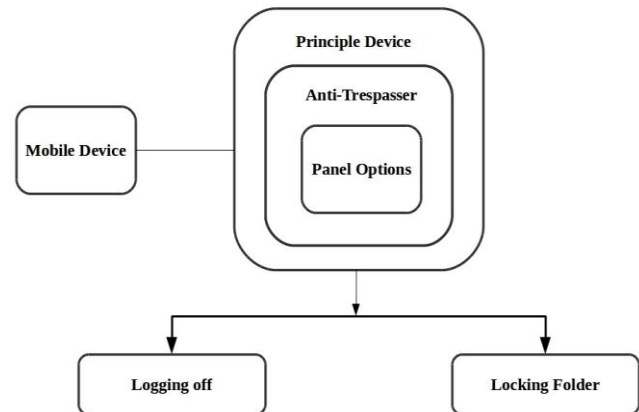 Principle Device
Anti-Trespasser
Mobile Device
Panel Options
Logging off
Locking Folder